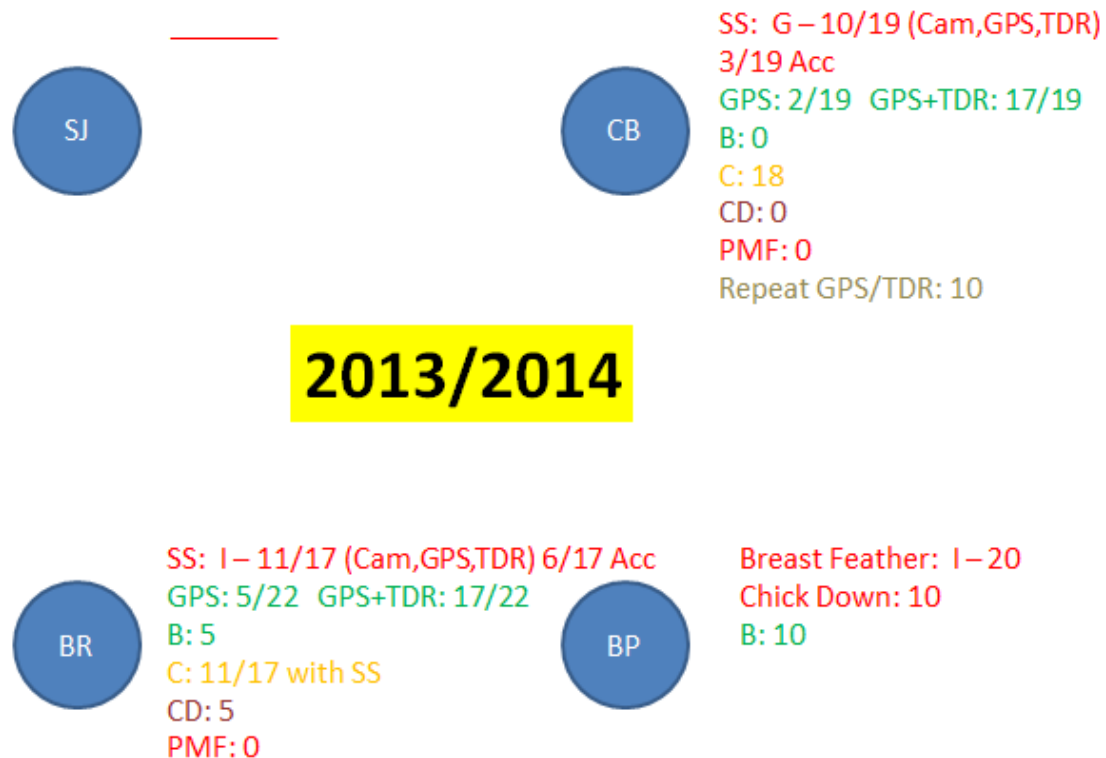 SJ
CB
SS: G – 10/19 (Cam,GPS,TDR)
3/19 Acc
GPS: 2/19 GPS+TDR: 17/19
B: 0
C: 18
CD: 0
PMF: 0
Repeat GPS/TDR: 10
2013/2014
BR
SS: I – 11/17 (Cam,GPS,TDR) 6/17 Acc
GPS: 5/22 GPS+TDR: 17/22
B: 5
C: 11/17 with SS
CD: 5
PMF: 0
BP
Breast Feather: I – 20
Chick Down: 10
B: 10